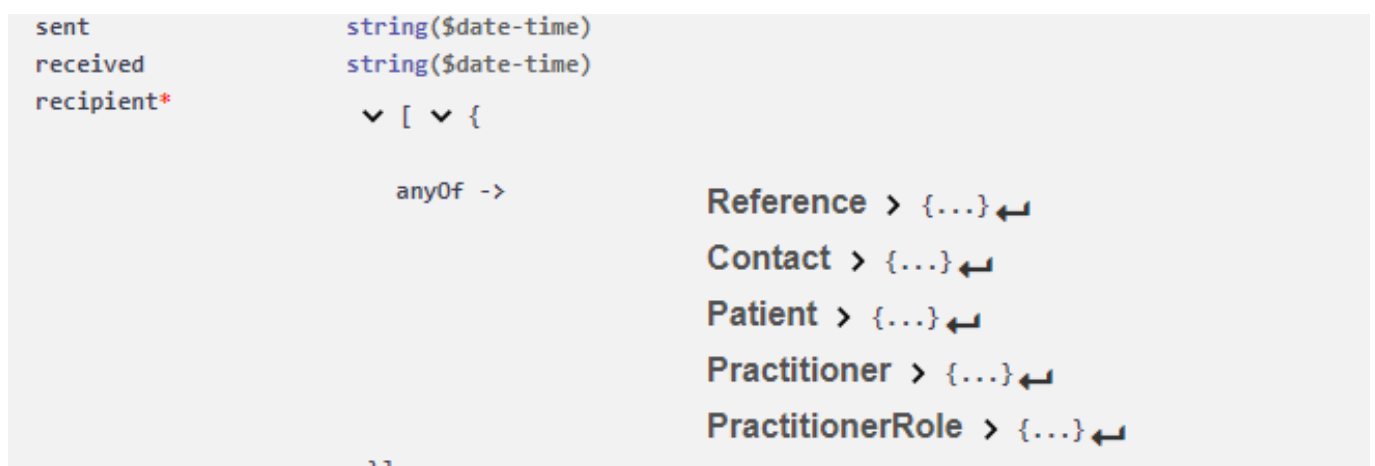 sent string($date-time)
received string($date-time)
recipient*
[ {
anyOf ->
Reference > {...}
Contact > {...}
Patient > {...}
Practitioner > {...}
PractitionerRole > {...}